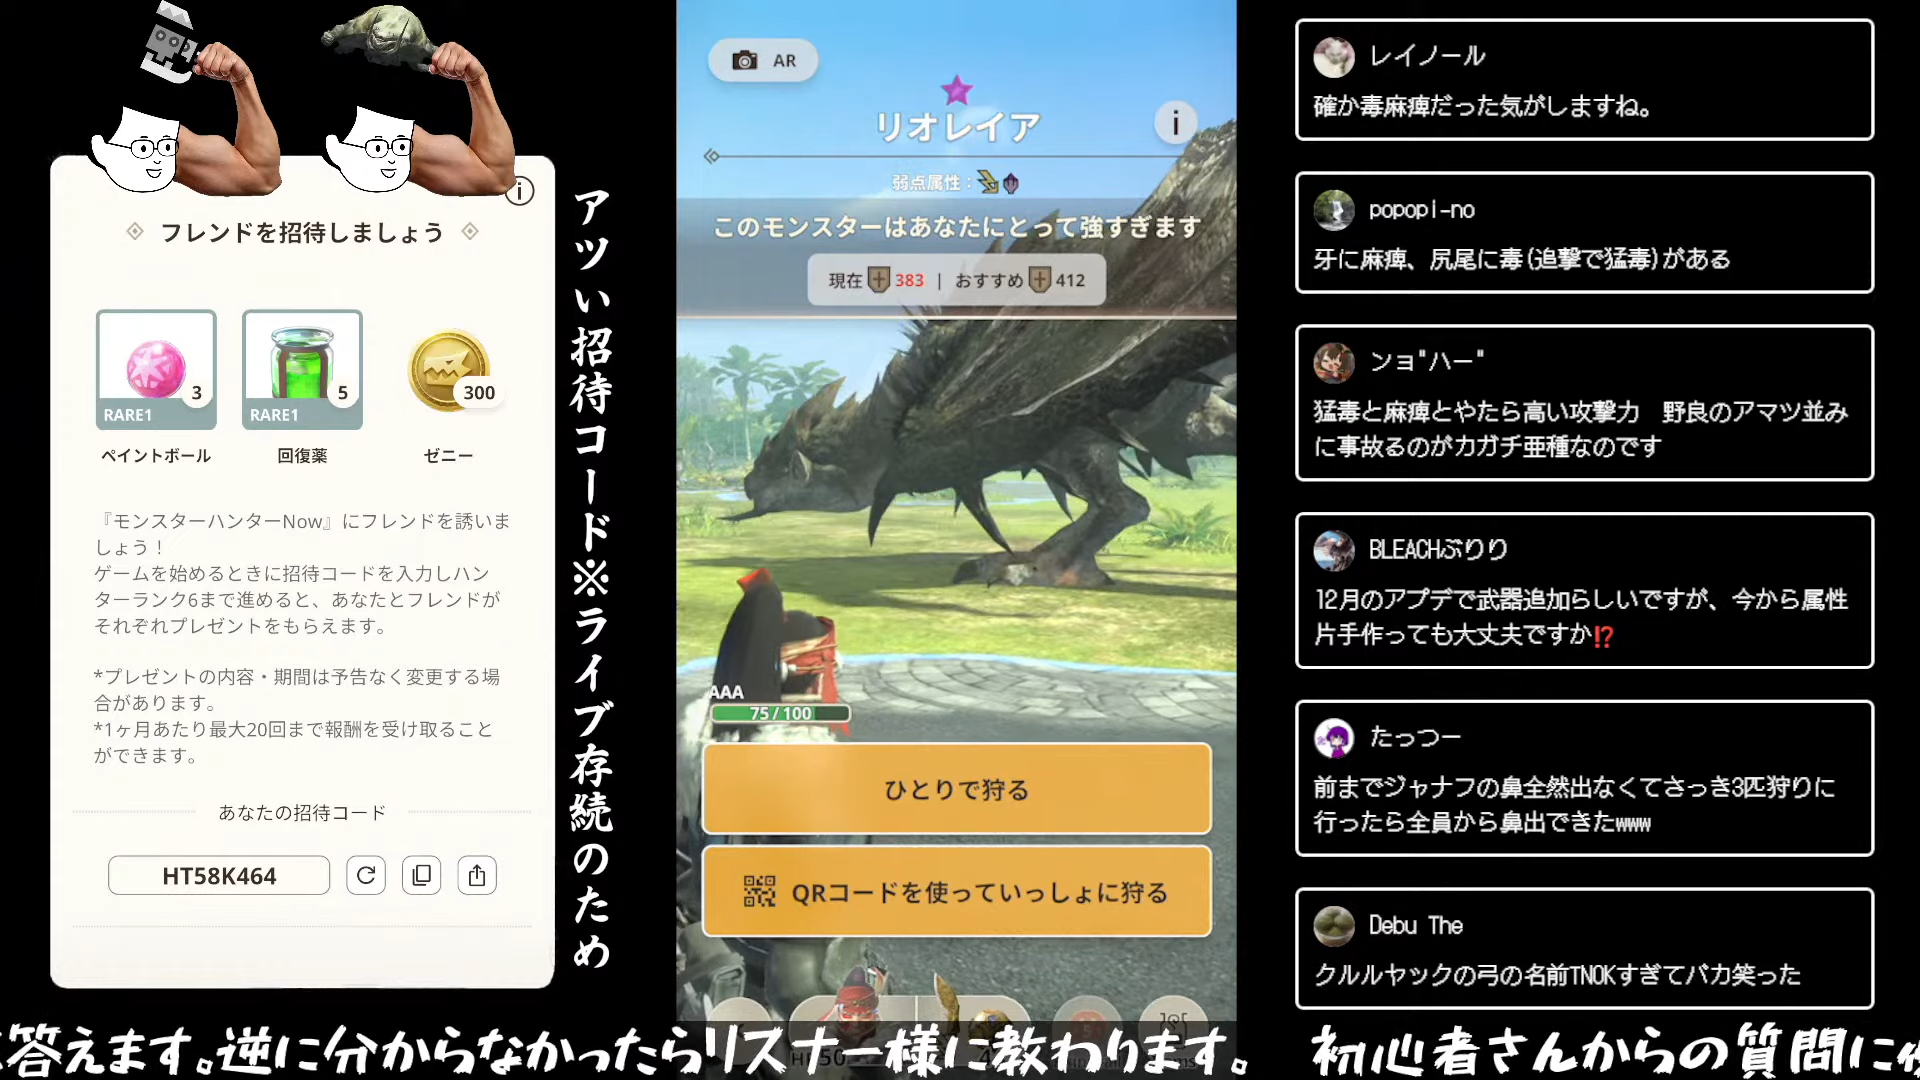 フレンドを招待しましょう
3
RARE1
ペイントボール
5
RARE1
回復薬
300
ゼニー
『モンスターハンターNow』にフレンドを誘いま
しょう！
ゲームを始めるときに招待コードを入力しハン
ターランク6まで進めると、あなたとフレンドが
それぞれプレゼントをもらえます。
*プレゼントの内容・期間は予告なく変更する場
合があります。
*1ヶ月あたり最大20回まで報酬を受け取ること
ができます。
あなたの招待コード
HT58K464
アツい招待コード※ライブ存続のため
AR
リオレイア
弱点属性：
このモンスターはあなたにとって強すぎます
現在 383 | おすすめ 412
AAA
75/100
ひとりで狩る
QRコードを使っていっしょに狩る
レイノール
確か毒麻痺だった気がしますね。
popopi-no
牙に麻痺、尻尾に毒(追撃で猛毒)がある
ンョ"ハー"
猛毒と麻痺とやたら高い攻撃力　野良のアマツ並み
に事故るのがカガチ亜種なのです
BLEACHぶりり
12月のアプデで武器追加らしいですが、今から属性
片手作っても大丈夫ですか⁉
たっつー
前までジャナフの鼻全然出なくてさっき3匹狩りに
行ったら全員から鼻出できたwww
Debu The
クルルヤックの弓の名前TNOKすぎてバカ笑った
答えます。逆に分からなかったらリスナー様に教わります。　初心者さんからの質問に